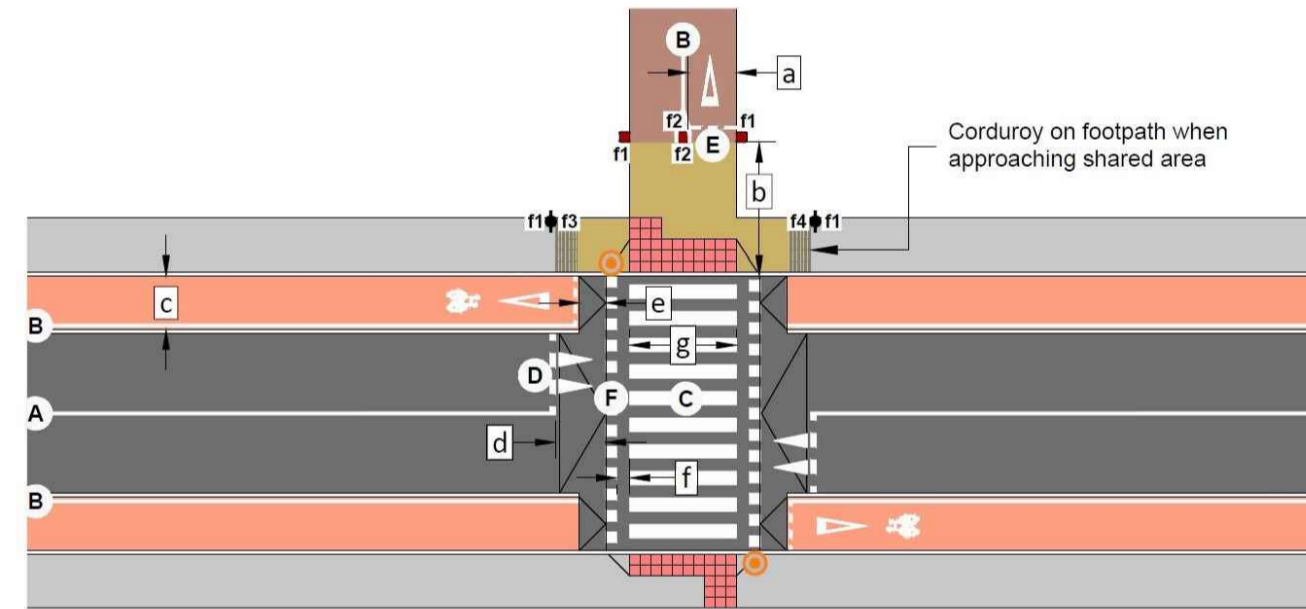 B
a
f2
f1
f1
f2
E
Corduroy on footpath when
approaching shared area
b
f1
f3
f4
f1
c
e
B
g
D
F
C
A
d
f
B